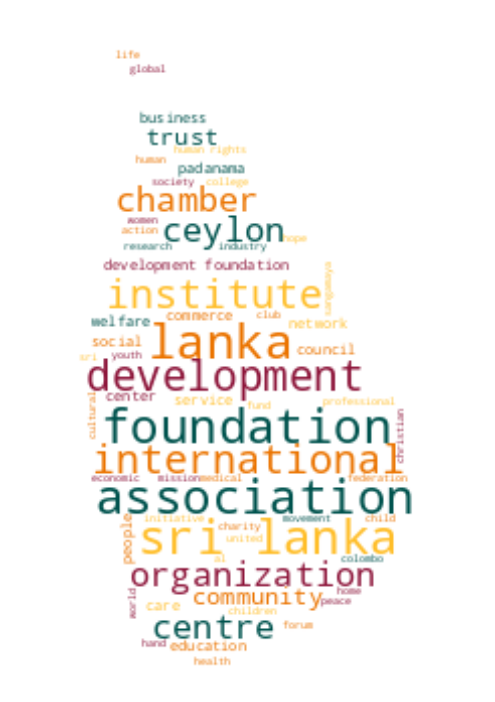 life
global
business
trust
human rights
human
padanama
society college
chamber
women
action
ceylon
hope
research
industry
development foundation
sangamaya
institute
commerce club
welfare
network
social
lanka
council
sri youth
development
center
service
fund
professional
cultural
foundation
christian
international
economic missionmedical
federation
association
initiative
movement
child
people
charity
sri lanka
united
al
colombo
organization
home
world
community
peace
care
children
centre
forum
hand education
health